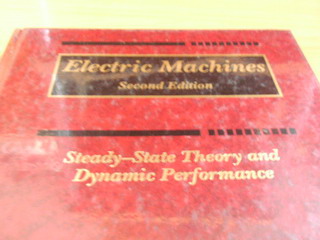 Electric Machines
Second Edition
Steady-State Theory and
Dynamic Performance